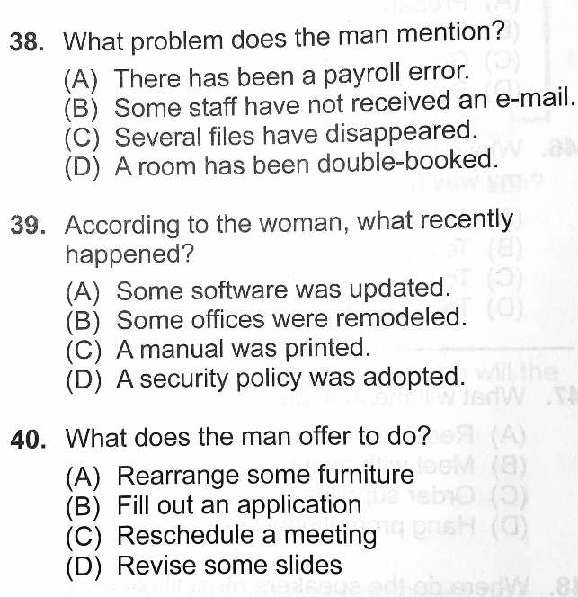 38. What problem does the man mention?
(A) There has been a payroll error.
(B) Some staff have not received an e-mail.
(C) Several files have disappeared.
(D) A room has been double-booked.
39. According to the woman, what recently
happened?
(A) Some software was updated.
(B) Some offices were remodeled.
(C) A manual was printed.
(D) A security policy was adopted.
40. What does the man offer to do?
(A) Rearrange some furniture
(B) Fill out an application
(C) Reschedule a meeting
(D) Revise some slides